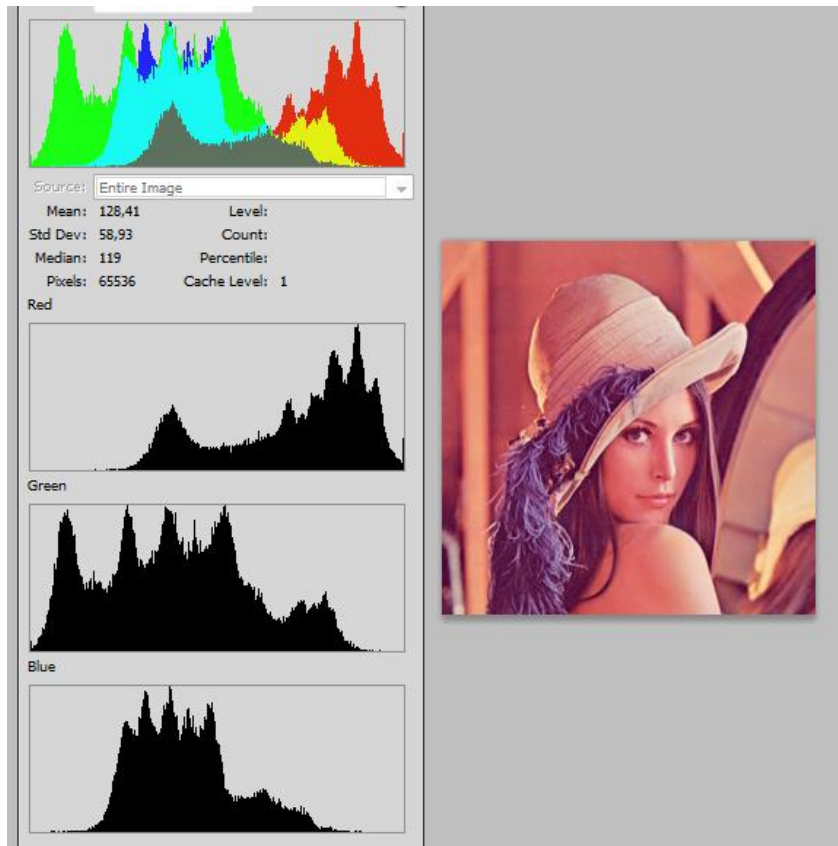 Source: Entire Image
Mean: 128,41 Level:
Std Dev: 58,93 Count:
Median: 119 Percentile:
Pixels: 65536 Cache Level: 1
Red
Green
Blue